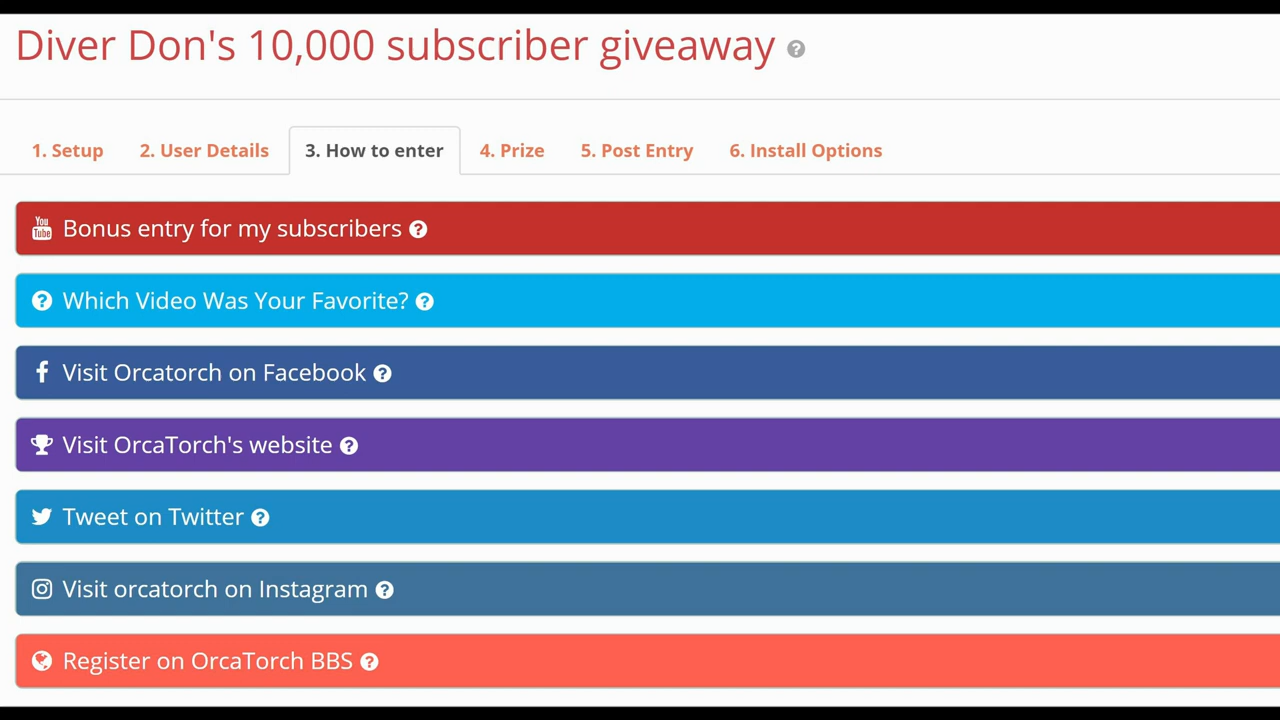 Diver Don's 10,000 subscriber giveaway ?
1. Setup 2. User Details 3. How to enter 4. Prize 5. Post Entry 6. Install Options
You Tube Bonus entry for my subscribers ?
? Which Video Was Your Favorite? ?
f Visit Orcatorch on Facebook ?
Visit OrcaTorch's website ?
Tweet on Twitter ?
Visit orcatorch on Instagram ?
Register on OrcaTorch BBS ?